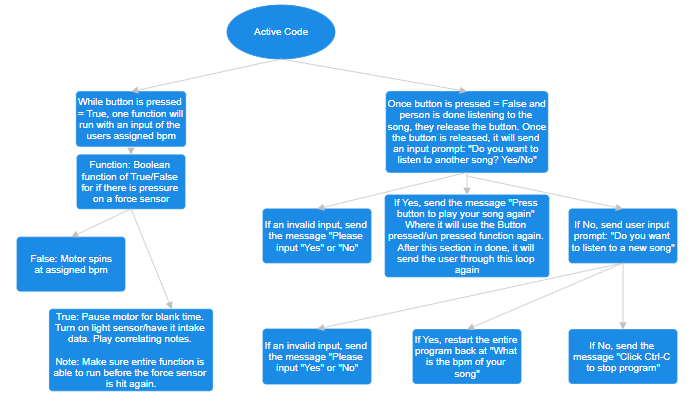 Active Code
While button is pressed
= True, one function will
run with an input of the
users assigned bpm
Once button is pressed = False and
person is done listening to the
song, they release the button. Once
the button is released, it will send
an input prompt: "Do you want to
listen to another song? Yes/No"
Function: Boolean
function of True/False
for if there is pressure
on a force sensor
If an invalid input, send
the message "Please
input "Yes" or "No"
If Yes, send the message "Press
button to play your song again"
Where it will use the Button
pressed/un pressed function again.
After this section in done, it will
send the user through this loop
again
If No, send user input
prompt: "Do you want
to listen to a new song"
False: Motor spins
at assigned bpm
True: Pause motor for blank time.
Turn on light sensor/have it intake
data. Play correlating notes.
Note: Make sure entire function is
able to run before the force sensor
is hit again.
If an invalid input, send
the message "Please
input "Yes" or "No"
If Yes, restart the entire
program back at "What
is the bpm of your
song"
If No, send the
message "Click Ctrl-C
to stop program"